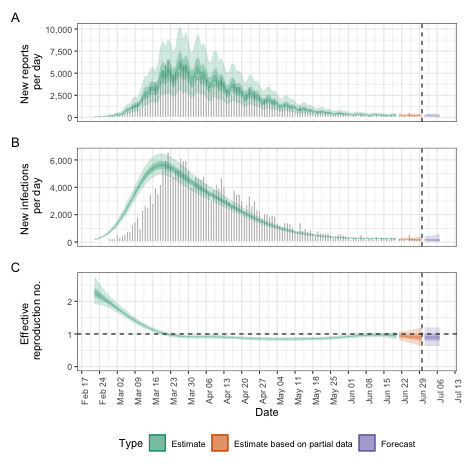 A
New reports
per day
10,000
7,500
5,000
2,500
0
B
New infections
per day
6,000
4,000
2,000
0
C
Effective
reproduction no.
2
1
0
Feb 17
Feb 24
Mar 02
Mar 09
Mar 16
Mar 23
Mar 30
Apr 06
Apr 13
Apr 20
Apr 27
May 04
May 11
May 18
May 25
Jun 01
Jun 08
Jun 15
Jun 22
Jun 29
Jul 06
Jul 13
Date
Type Estimate Estimate based on partial data Forecast